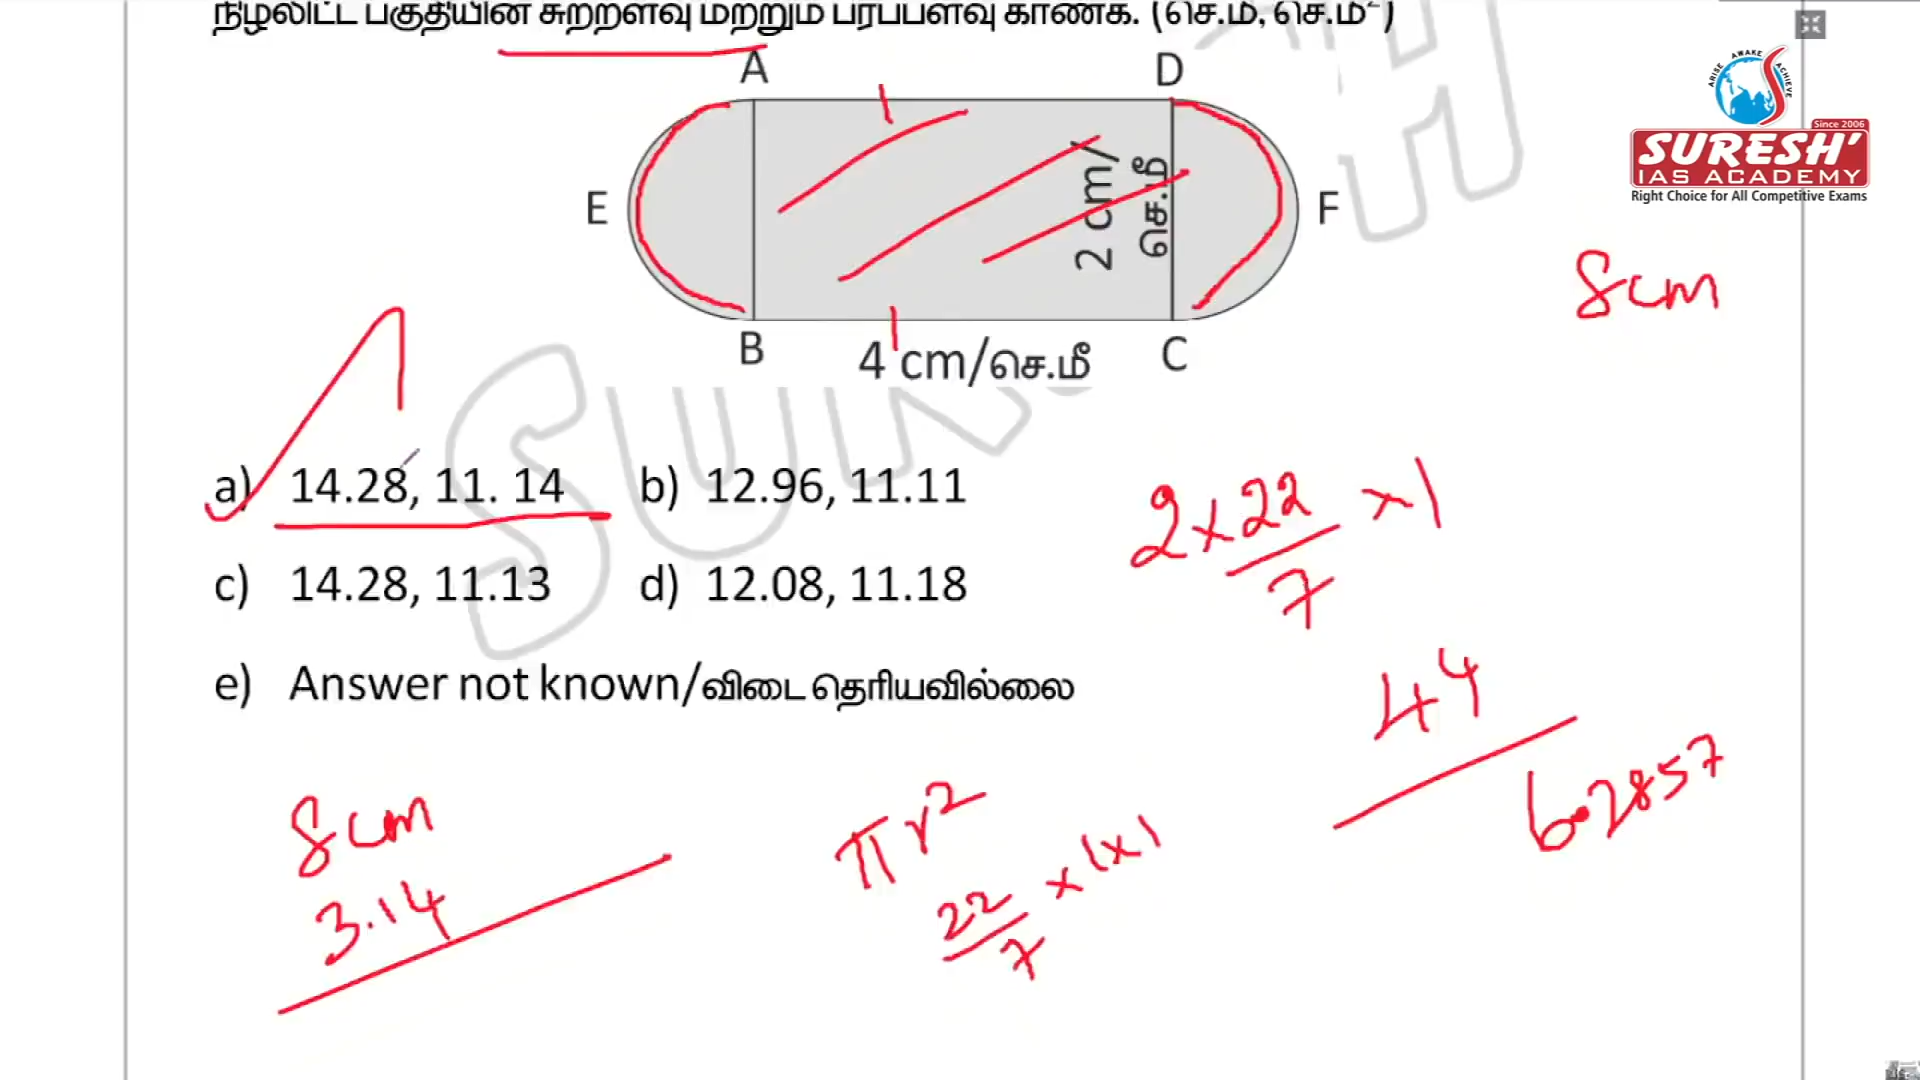 நிழலிட்ட பகுதியின் சுற்றளவு மற்றும் பரப்பளவு காண்க. (செ.மீ, செ.மீ²)
A D
E F
2 cm/
செ.மீ
B C
4 cm/செ.மீ
8cm
a) 14.28, 11. 14 b) 12.96, 11.11
c) 14.28, 11.13 d) 12.08, 11.18
e) Answer not known/விடை தெரியவில்லை
2 × 22/7 × 1
44
6.2857
8cm
3.14
πr²
22/7 × 1×1
ARISE AWAKE ACHIEVE
Since 2006
SURESH'
IAS ACADEMY
Right Choice for All Competitive Exams